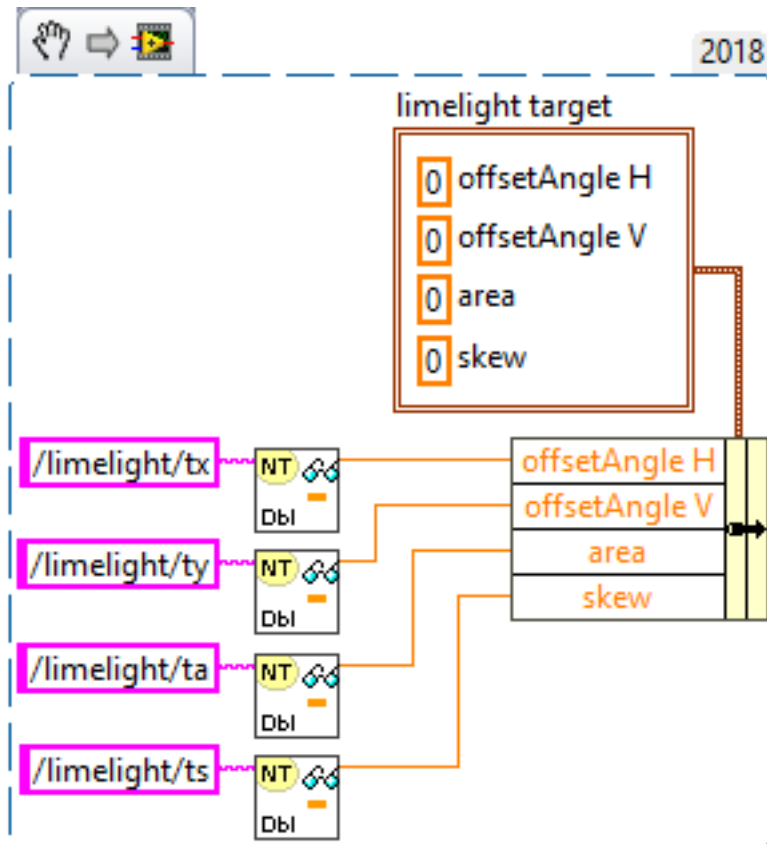 2018
limelight target
0 offsetAngle H
0 offsetAngle V
0 area
0 skew
/limelight/tx
NT
Dbl
offsetAngle H
offsetAngle V
area
skew
/limelight/ty
NT
Dbl
/limelight/ta
NT
Dbl
/limelight/ts
NT
Dbl